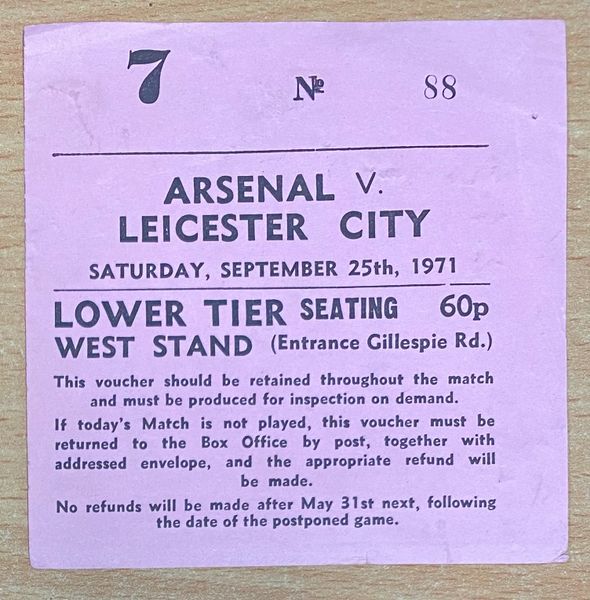 7 № 88
ARSENAL V.
LEICESTER CITY
SATURDAY, SEPTEMBER 25th, 1971
LOWER TIER SEATING 60p
WEST STAND (Entrance Gillespie Rd.)
This voucher should be retained throughout the match
and must be produced for inspection on demand.
If today's Match is not played, this voucher must be
returned to the Box Office by post, together with
addressed envelope, and the appropriate refund will
be made.
No refunds will be made after May 31st next, following
the date of the postponed game.